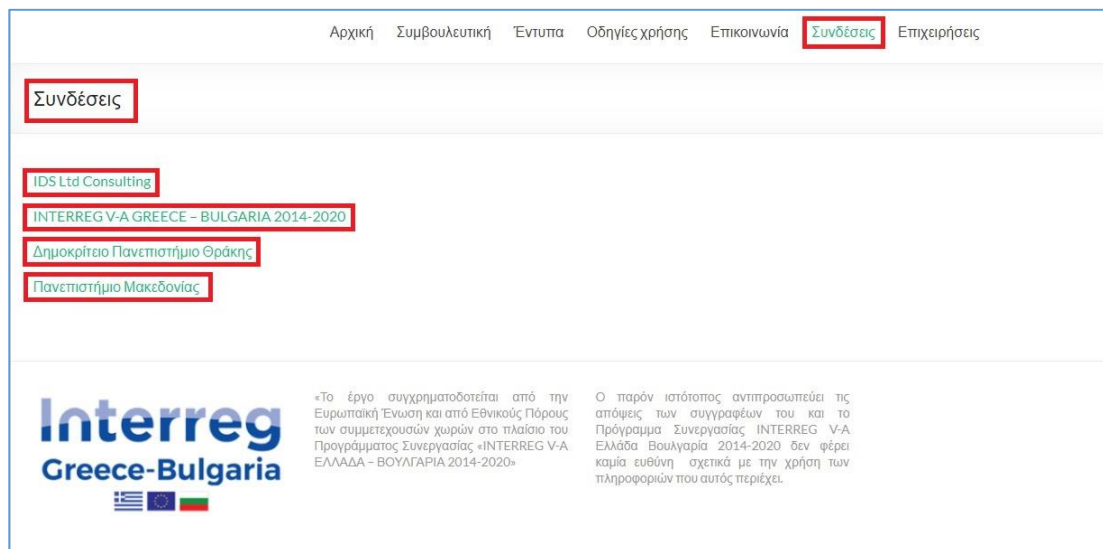 Αρχική Συμβουλευτική Έντυπα Οδηγίες χρήσης Επικοινωνία Συνδέσεις Επιχειρήσεις
Συνδέσεις
IDS Ltd Consulting
INTERREG V-A GREECE – BULGARIA 2014-2020
Δημοκρίτειο Πανεπιστήμιο Θράκης
Πανεπιστήμιο Μακεδονίας
Interreg
Greece-Bulgaria
«Το έργο συγχρηματοδοτείται από την
Ευρωπαϊκή Ένωση και από Εθνικούς Πόρους
των συμμετεχουσών χωρών στο πλαίσιο του
Προγράμματος Συνεργασίας «INTERREG V-A
ΕΛΛΑΔΑ – ΒΟΥΛΓΑΡΙΑ 2014-2020»
Ο παρόν ιστότοπος αντιπροσωπεύει τις
απόψεις των συγγραφέων του και το
Πρόγραμμα Συνεργασίας INTERREG V-A
Ελλάδα Βουλγαρία 2014-2020 δεν φέρει
καμία ευθύνη σχετικά με την χρήση των
πληροφοριών που αυτός περιέχει.